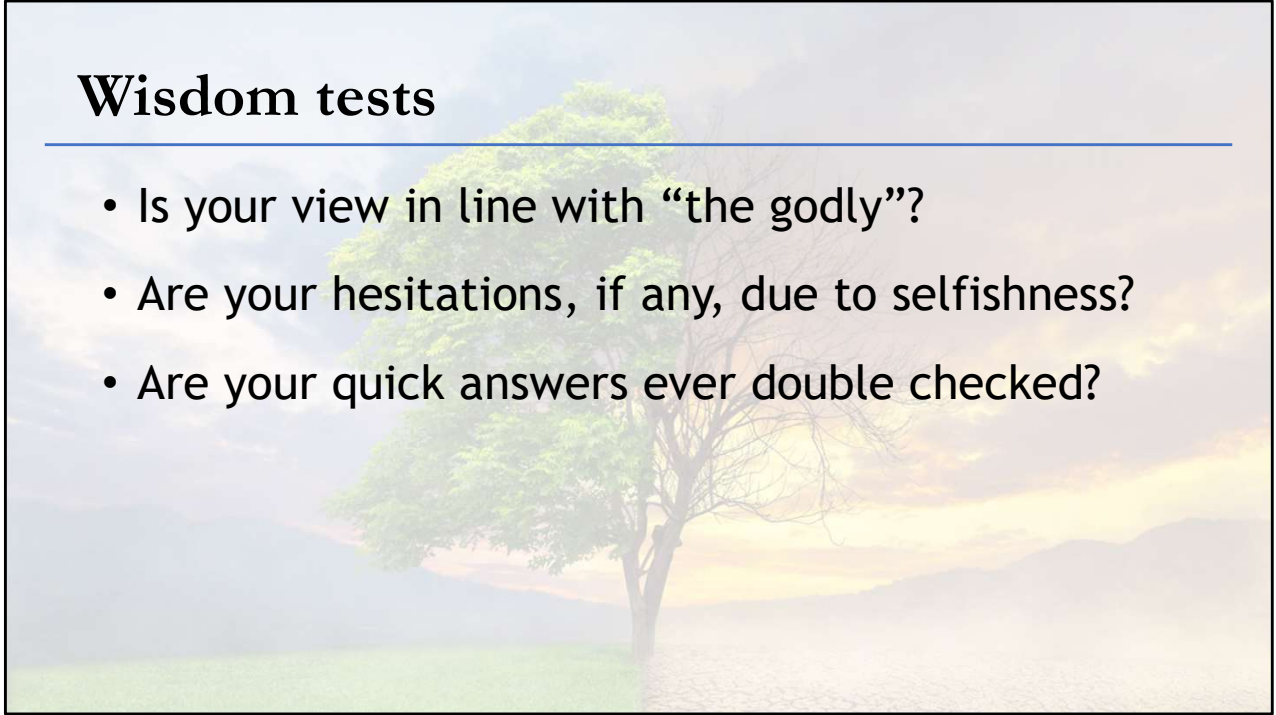 Wisdom tests
• Is your view in line with “the godly”?
• Are your hesitations, if any, due to selfishness?
• Are your quick answers ever double checked?